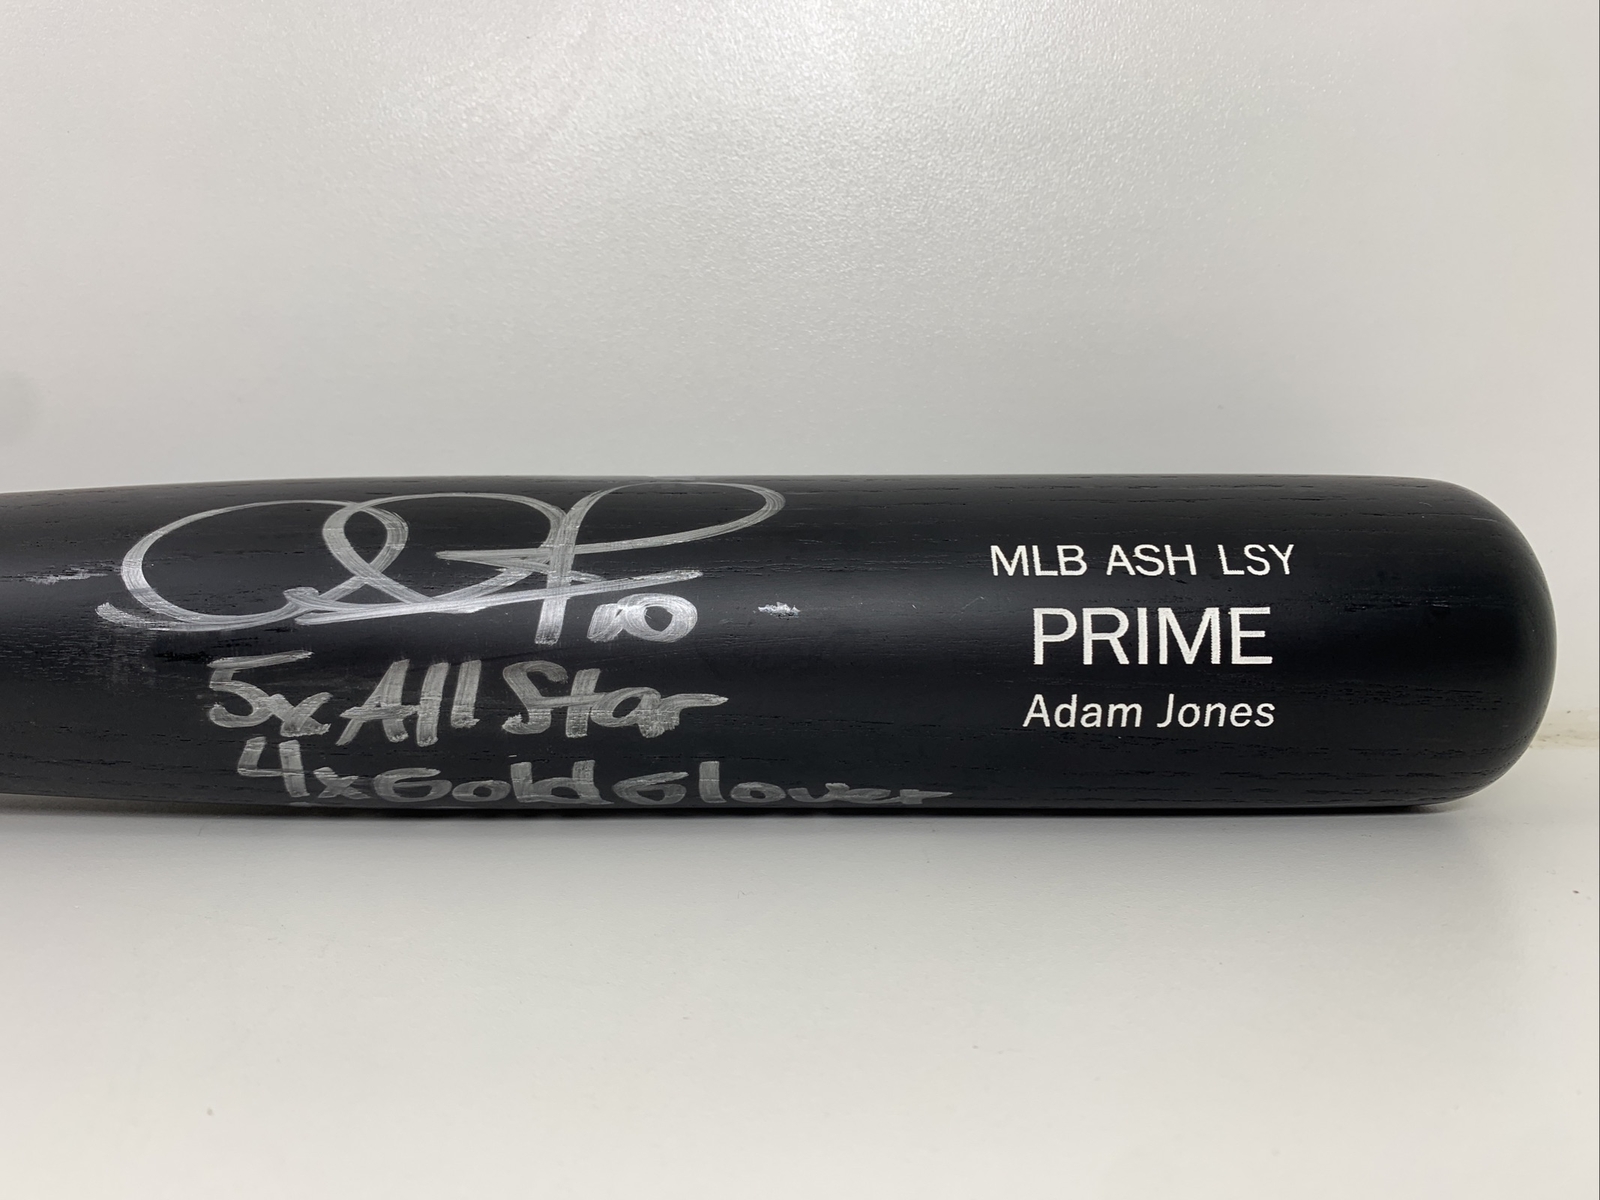 10
5x All Star
4x Gold Glover
MLB ASH LSY
PRIME
Adam Jones